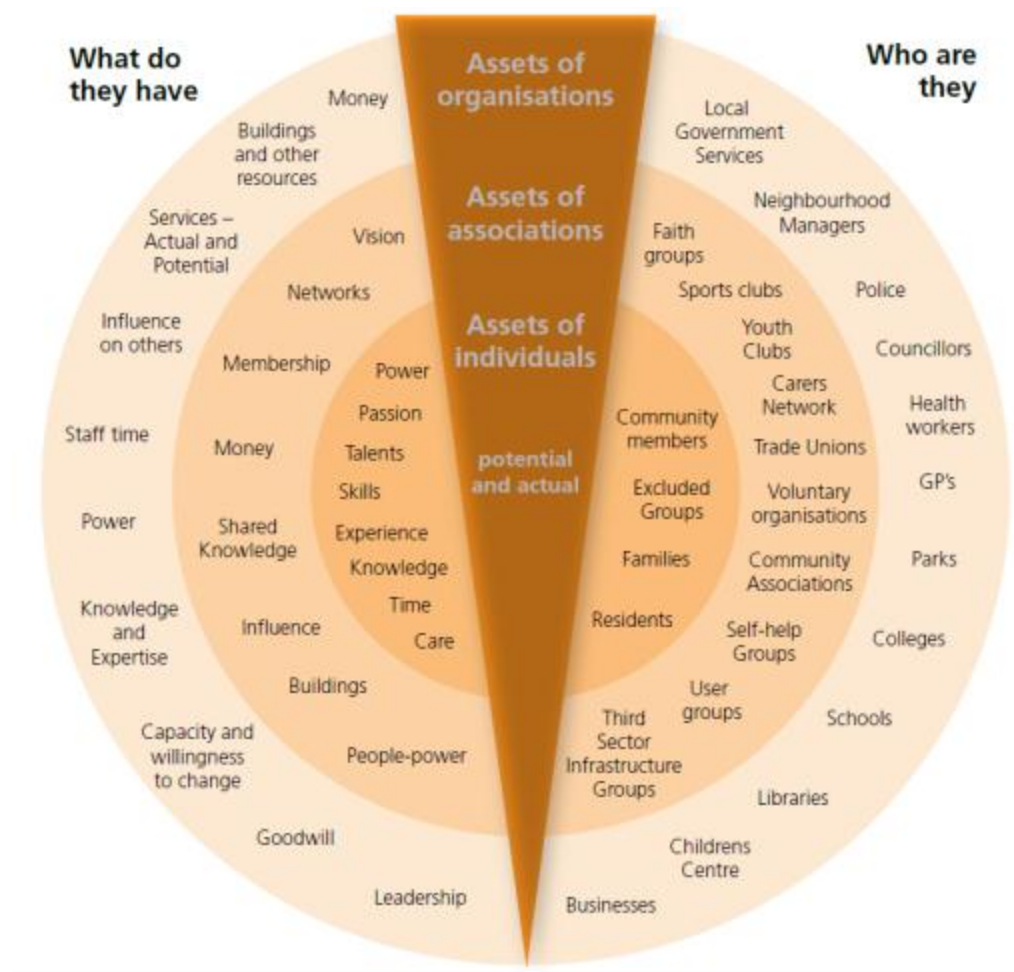 What do
they have
Who are
they
Assets of
organisations
Assets of
associations
Assets of
individuals
potential
and actual
Money
Buildings
and other
resources
Services –
Actual and
Potential
Influence
on others
Staff time
Power
Knowledge
and
Expertise
Capacity and
willingness
to change
Goodwill
Leadership
Vision
Networks
Membership
Money
Shared
Knowledge
Influence
Buildings
People-power
Power
Passion
Talents
Skills
Experience
Knowledge
Time
Care
Community
members
Excluded
Groups
Families
Residents
Faith
groups
Sports clubs
Youth
Clubs
Carers
Network
Trade Unions
Voluntary
organisations
Community
Associations
Self-help
Groups
User
groups
Third
Sector
Infrastructure
Groups
Local
Government
Services
Neighbourhood
Managers
Police
Councillors
Health
workers
GP's
Parks
Colleges
Schools
Libraries
Childrens
Centre
Businesses